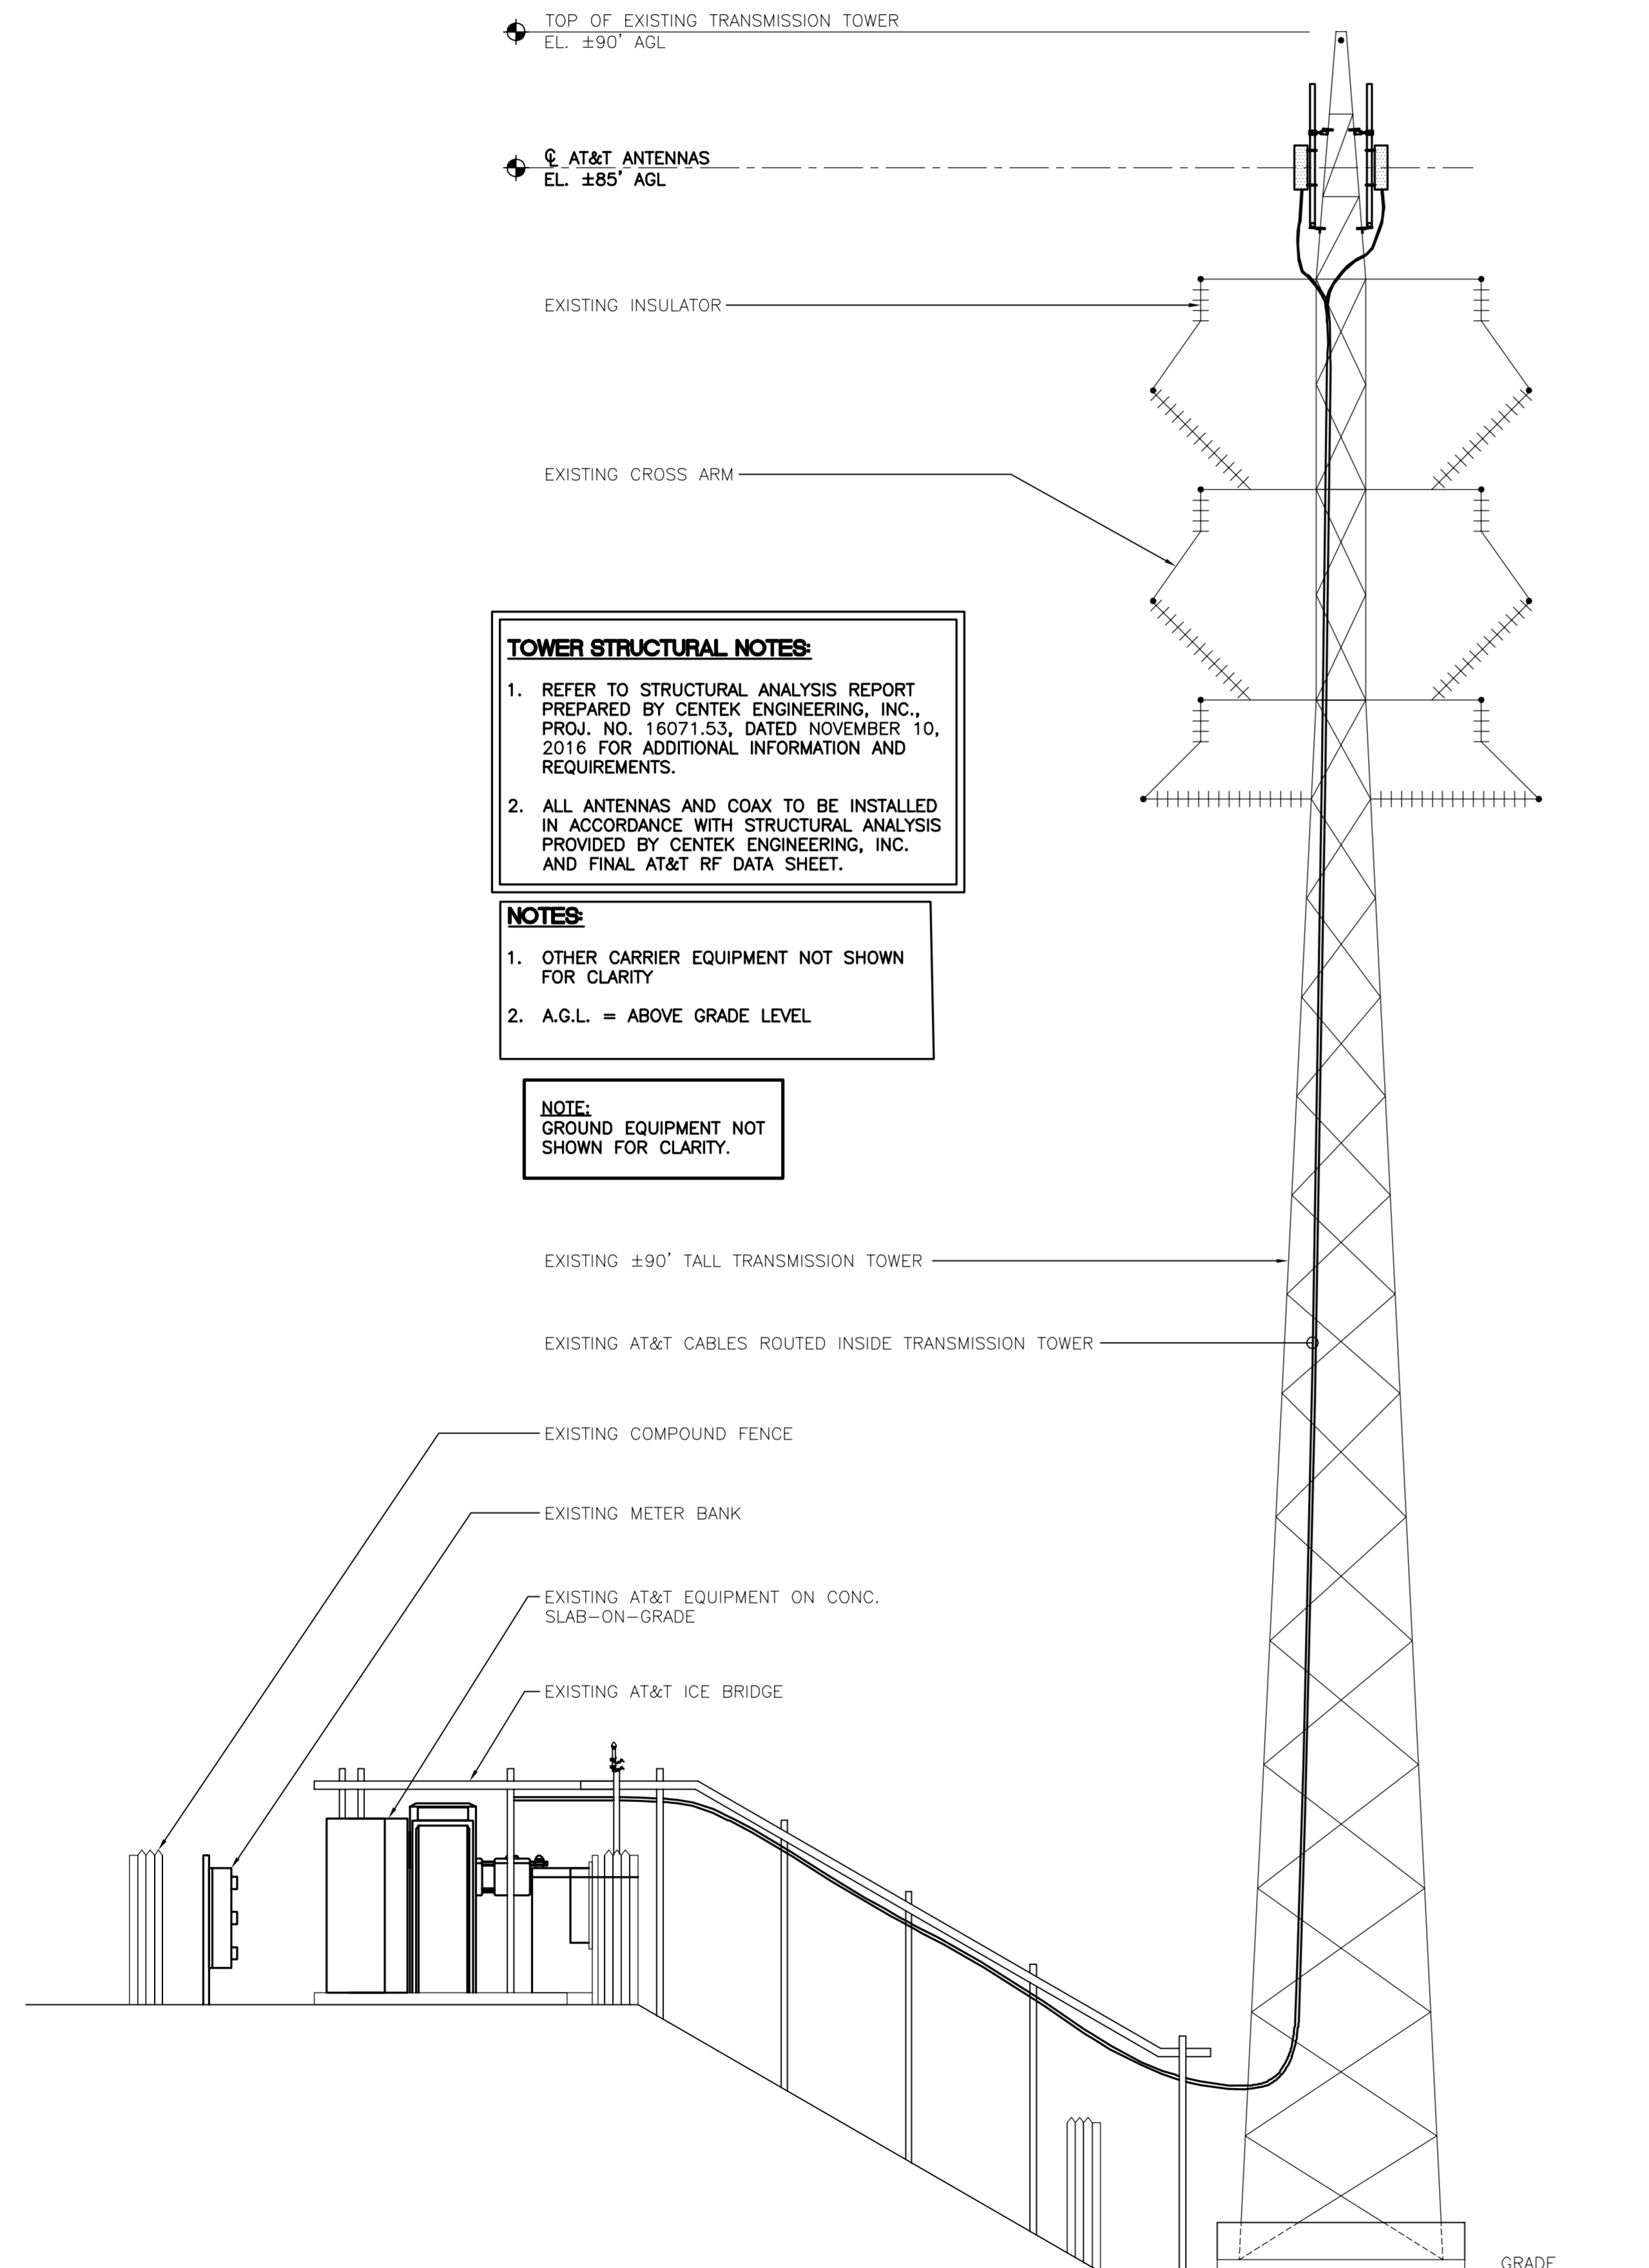 TOP OF EXISTING TRANSMISSION TOWER
EL. ±90' AGL
℄ AT&T ANTENNAS
EL. ±85' AGL
EXISTING INSULATOR
EXISTING CROSS ARM
TOWER STRUCTURAL NOTES:
1. REFER TO STRUCTURAL ANALYSIS REPORT
PREPARED BY CENTEK ENGINEERING, INC.,
PROJ. NO. 16071.53, DATED NOVEMBER 10,
2016 FOR ADDITIONAL INFORMATION AND
REQUIREMENTS.
2. ALL ANTENNAS AND COAX TO BE INSTALLED
IN ACCORDANCE WITH STRUCTURAL ANALYSIS
PROVIDED BY CENTEK ENGINEERING, INC.
AND FINAL AT&T RF DATA SHEET.
NOTES:
1. OTHER CARRIER EQUIPMENT NOT SHOWN
FOR CLARITY
2. A.G.L. = ABOVE GRADE LEVEL
NOTE:
GROUND EQUIPMENT NOT
SHOWN FOR CLARITY.
EXISTING ±90' TALL TRANSMISSION TOWER
EXISTING AT&T CABLES ROUTED INSIDE TRANSMISSION TOWER
EXISTING COMPOUND FENCE
EXISTING METER BANK
EXISTING AT&T EQUIPMENT ON CONC.
SLAB-ON-GRADE
EXISTING AT&T ICE BRIDGE
GRADE